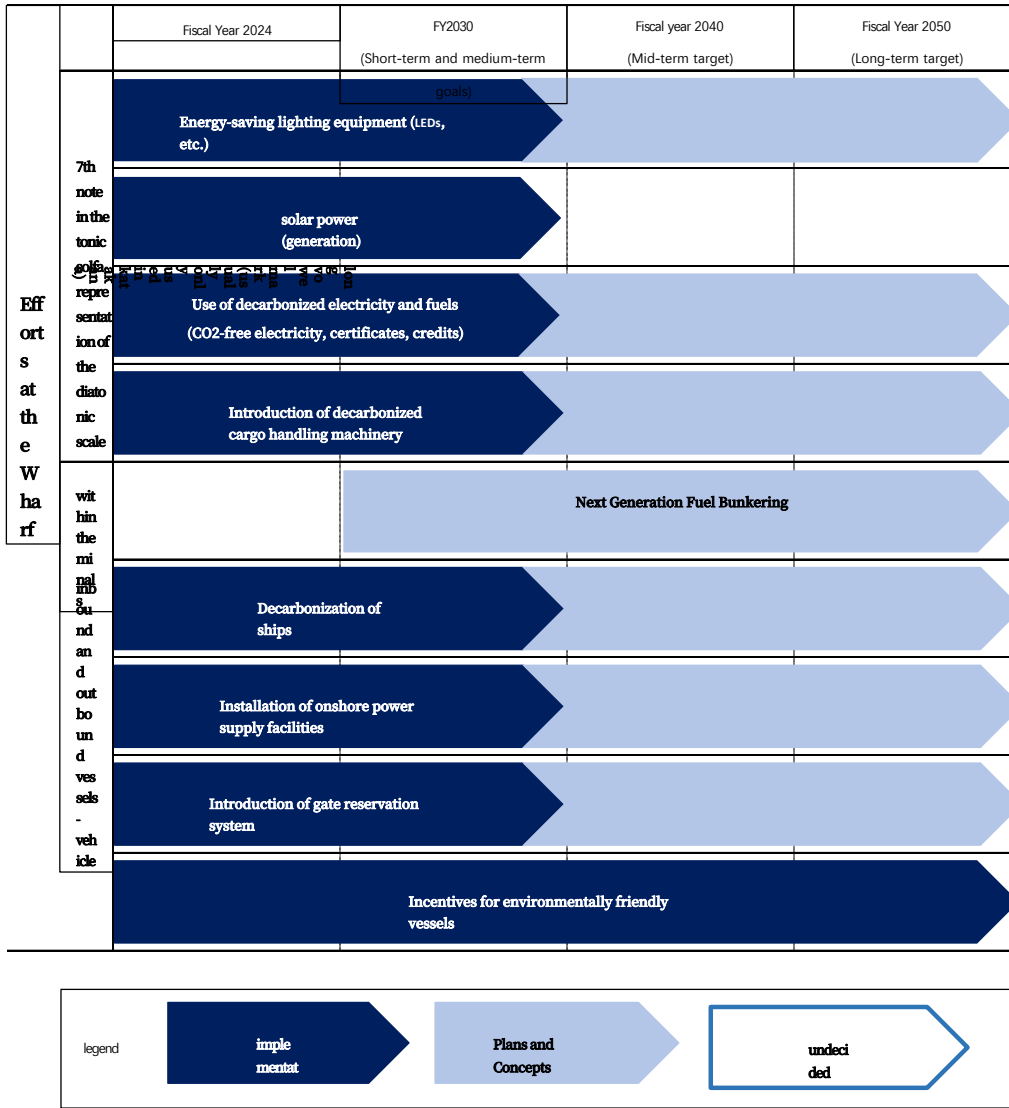 Fiscal Year 2024
FY2030
(Short-term and medium-term
goals)
Fiscal year 2040
(Mid-term target)
Fiscal Year 2050
(Long-term target)
Eff
ort
s
at
th
e
W
ha
rf
7th
note
in the
tonic
solfa
repre
sentat
ion of
the
diato
nic
scale
Energy-saving lighting equipment (LEDs,
etc.)
solar power
(generation)
Use of decarbonized electricity and fuels
(CO2-free electricity, certificates, credits)
Introduction of decarbonized
cargo handling machinery
wit
hin
the
mi
nal
s
inb
ou
nd
an
d
out
bo
un
d
ves
sels
-
veh
icle
Next Generation Fuel Bunkering
Decarbonization of
ships
Installation of onshore power
supply facilities
Introduction of gate reservation
system
Incentives for environmentally friendly
vessels
legend
imple
mentat
Plans and
Concepts
undeci
ded